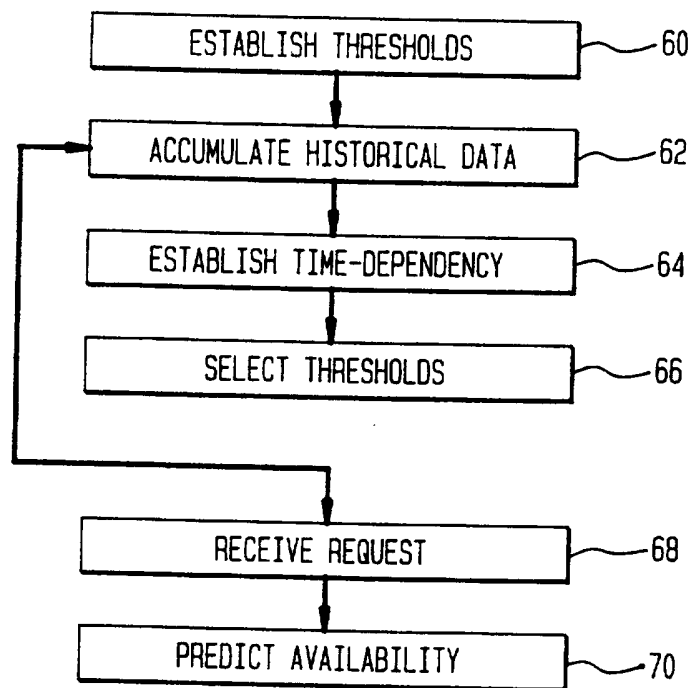 ESTABLISH THRESHOLDS 60
ACCUMULATE HISTORICAL DATA 62
ESTABLISH TIME-DEPENDENCY 64
SELECT THRESHOLDS 66
RECEIVE REQUEST 68
PREDICT AVAILABILITY 70